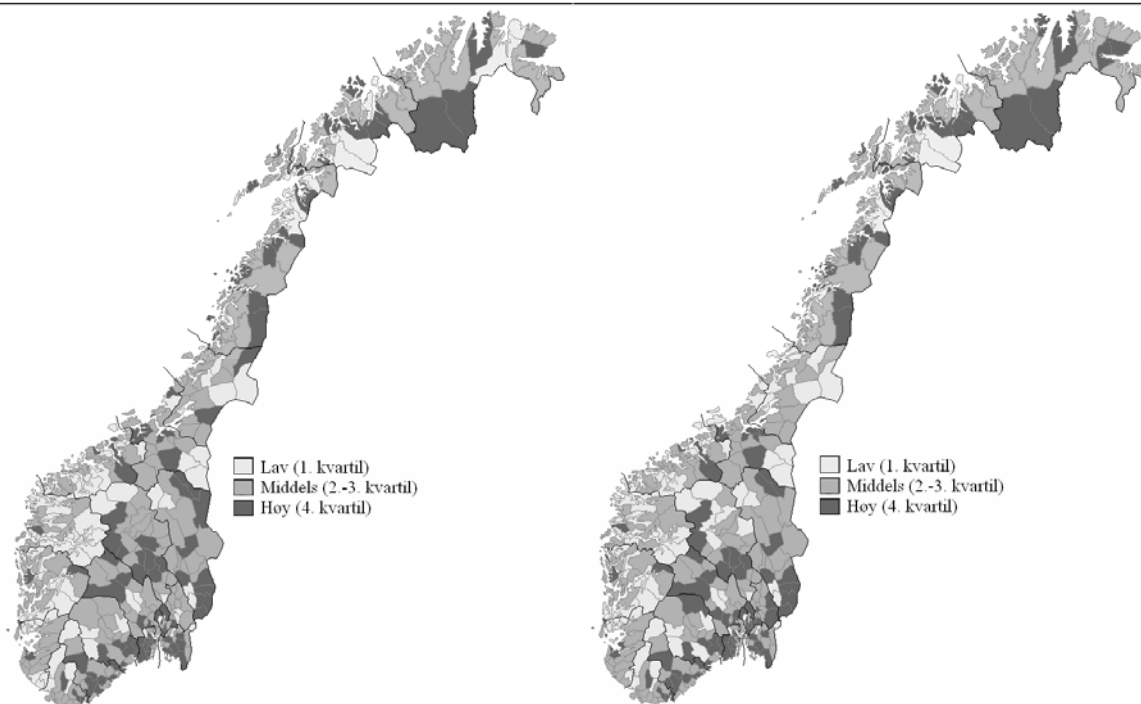 Lav (1. kvartil)
Middels (2.-3. kvartil)
Høy (4. kvartil)
Lav (1. kvartil)
Middels (2.-3. kvartil)
Høy (4. kvartil)